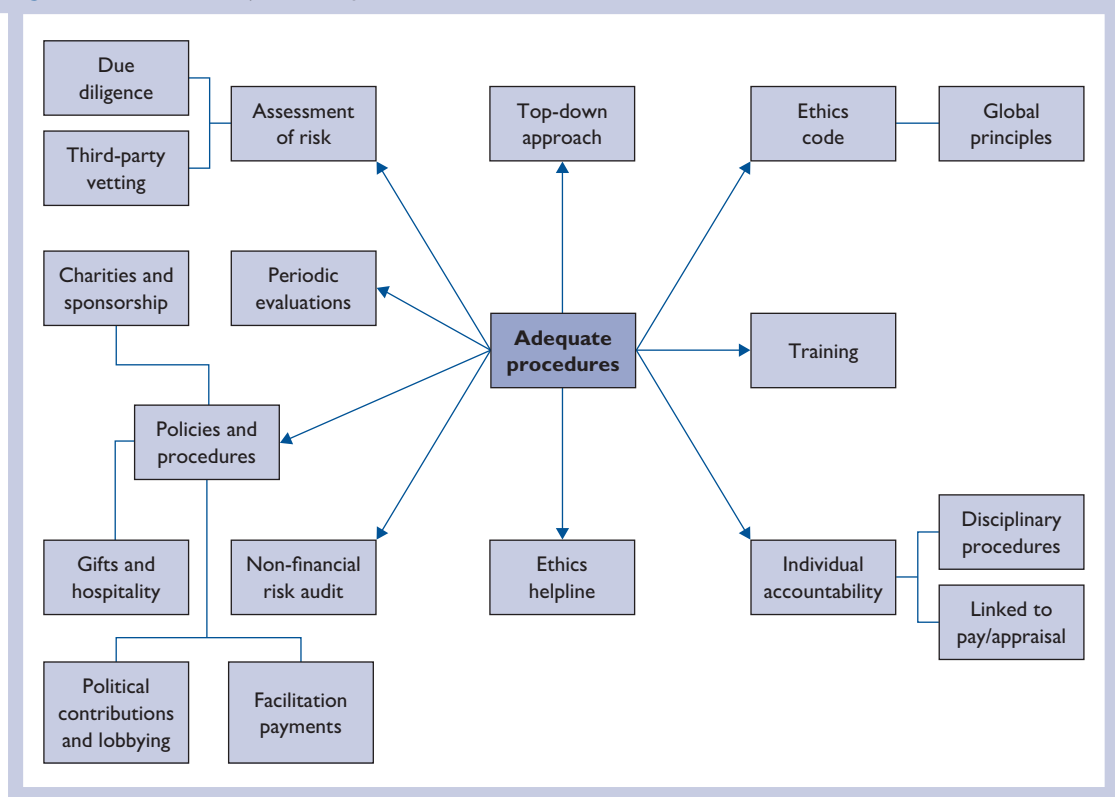 Due
diligence
Third-party
vetting
Assessment
of risk
Top-down
approach
Ethics
code
Global
principles
Charities and
sponsorship
Periodic
evaluations
Adequate
procedures
Training
Policies and
procedures
Gifts and
hospitality
Non-financial
risk audit
Ethics
helpline
Individual
accountability
Disciplinary
procedures
Linked to
pay/appraisal
Political
contributions
and lobbying
Facilitation
payments